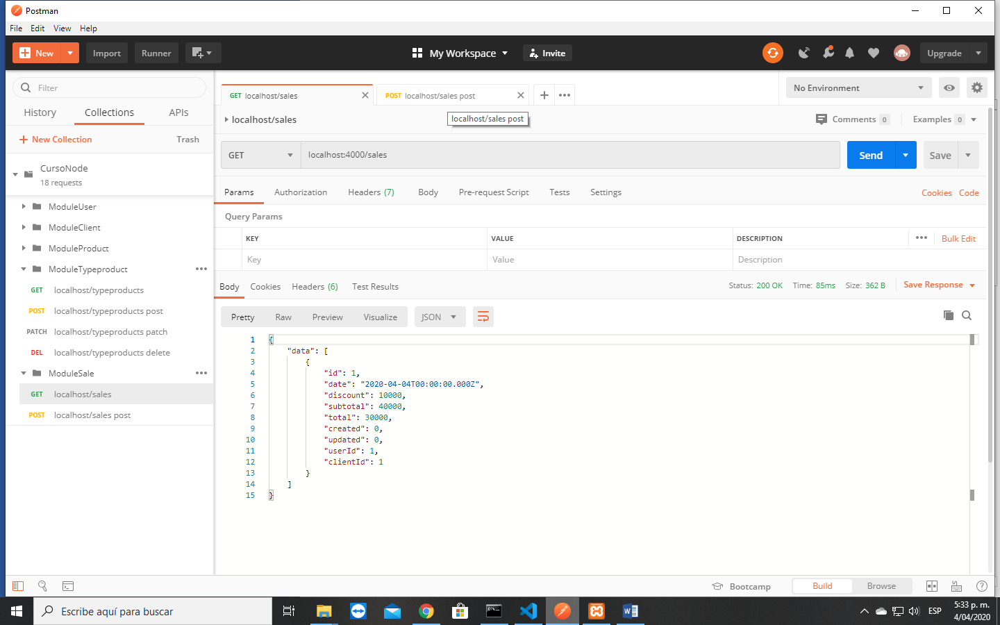 Postman
File Edit View Help
New Import Runner My Workspace Invite Upgrade
Filter
History Collections APIs
New Collection Trash
CursoNode
18 requests
ModuleUser
ModuleClient
ModuleProduct
ModuleTypeproduct
GET localhost/typeproducts
POST localhost/typeproducts post
PATCH localhost/typeproducts patch
DEL localhost/typeproducts delete
ModuleSale
GET localhost/sales
POST localhost/sales post
GET localhost/sales POST localhost/sales post No Environment
localhost/sales localhost/sales post Comments 0 Examples 0
GET localhost:4000/sales Send Save
Params Authorization Headers (7) Body Pre-request Script Tests Settings Cookies Code
Query Params
KEY VALUE DESCRIPTION Bulk Edit
Key Value Description
Body Cookies Headers (6) Test Results Status: 200 OK Time: 85ms Size: 362 B Save Response
Pretty Raw Preview Visualize JSON
1 {
2 "data": [
3 {
4 "id": 1,
5 "date": "2020-04-04T00:00:00.000Z",
6 "discount": 10000,
7 "subtotal": 40000,
8 "total": 30000,
9 "created": 0,
10 "updated": 0,
11 "userId": 1,
12 "clientId": 1
13 }
14 ]
15 }
Bootcamp Build Browse
Escribe aquí para buscar
ESP
5:33 p. m.
4/04/2020